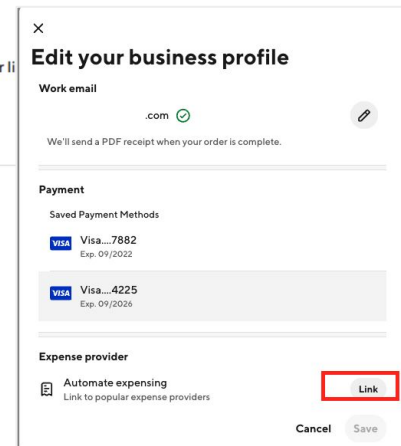 r li
Edit your business profile
Work email
.com
We'll send a PDF receipt when your order is complete.
Payment
Saved Payment Methods
VISA Visa....7882
Exp. 09/2022
VISA Visa....4225
Exp. 09/2026
Expense provider
Automate expensing
Link to popular expense providers
Link
Cancel Save